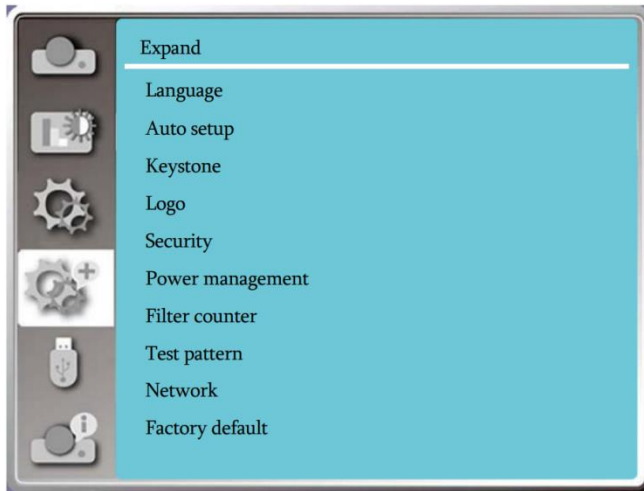 Expand
Language
Auto setup
Keystone
Logo
Security
Power management
Filter counter
Test pattern
Network
Factory default